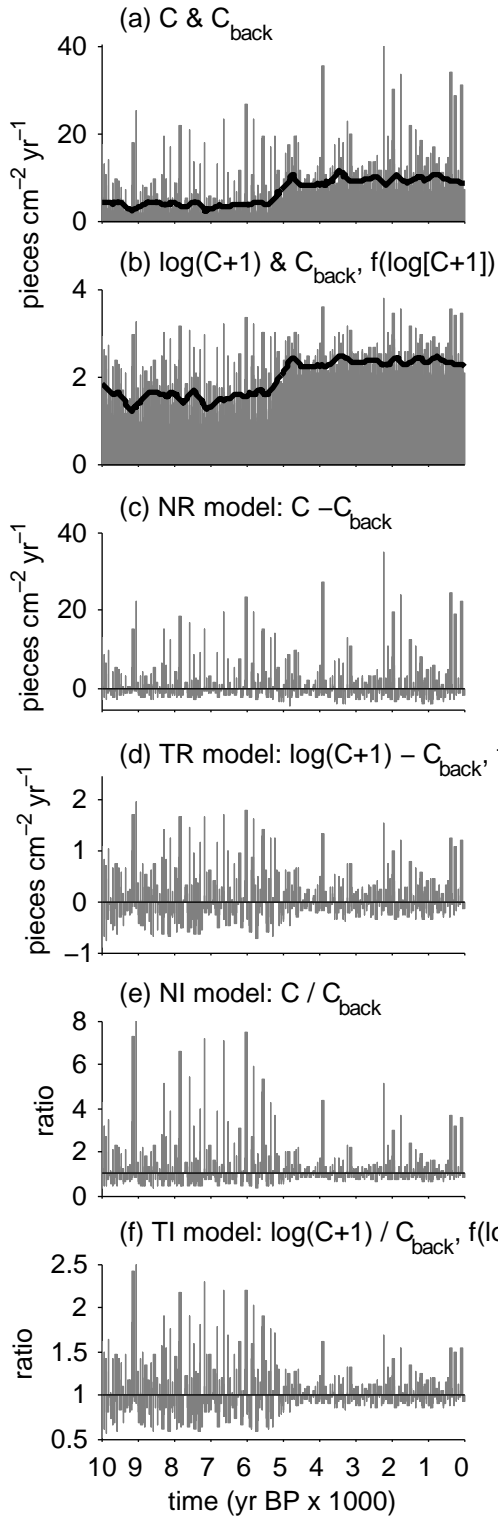 (a) C & C_back
40
20
0
pieces cm⁻² yr⁻¹
(b) log(C+1) & C_back, f(log[C+1])
4
2
0
(c) NR model: C −C_back
40
20
0
pieces cm⁻² yr⁻¹
(d) TR model: log(C+1) − C_back,
2
1
0
−1
pieces cm⁻² yr⁻¹
(e) NI model: C / C_back
8
6
4
2
0
ratio
(f) TI model: log(C+1) / C_back, f(lo
2.5
2
1.5
1
0.5
ratio
10 9 8 7 6 5 4 3 2 1 0
time (yr BP x 1000)